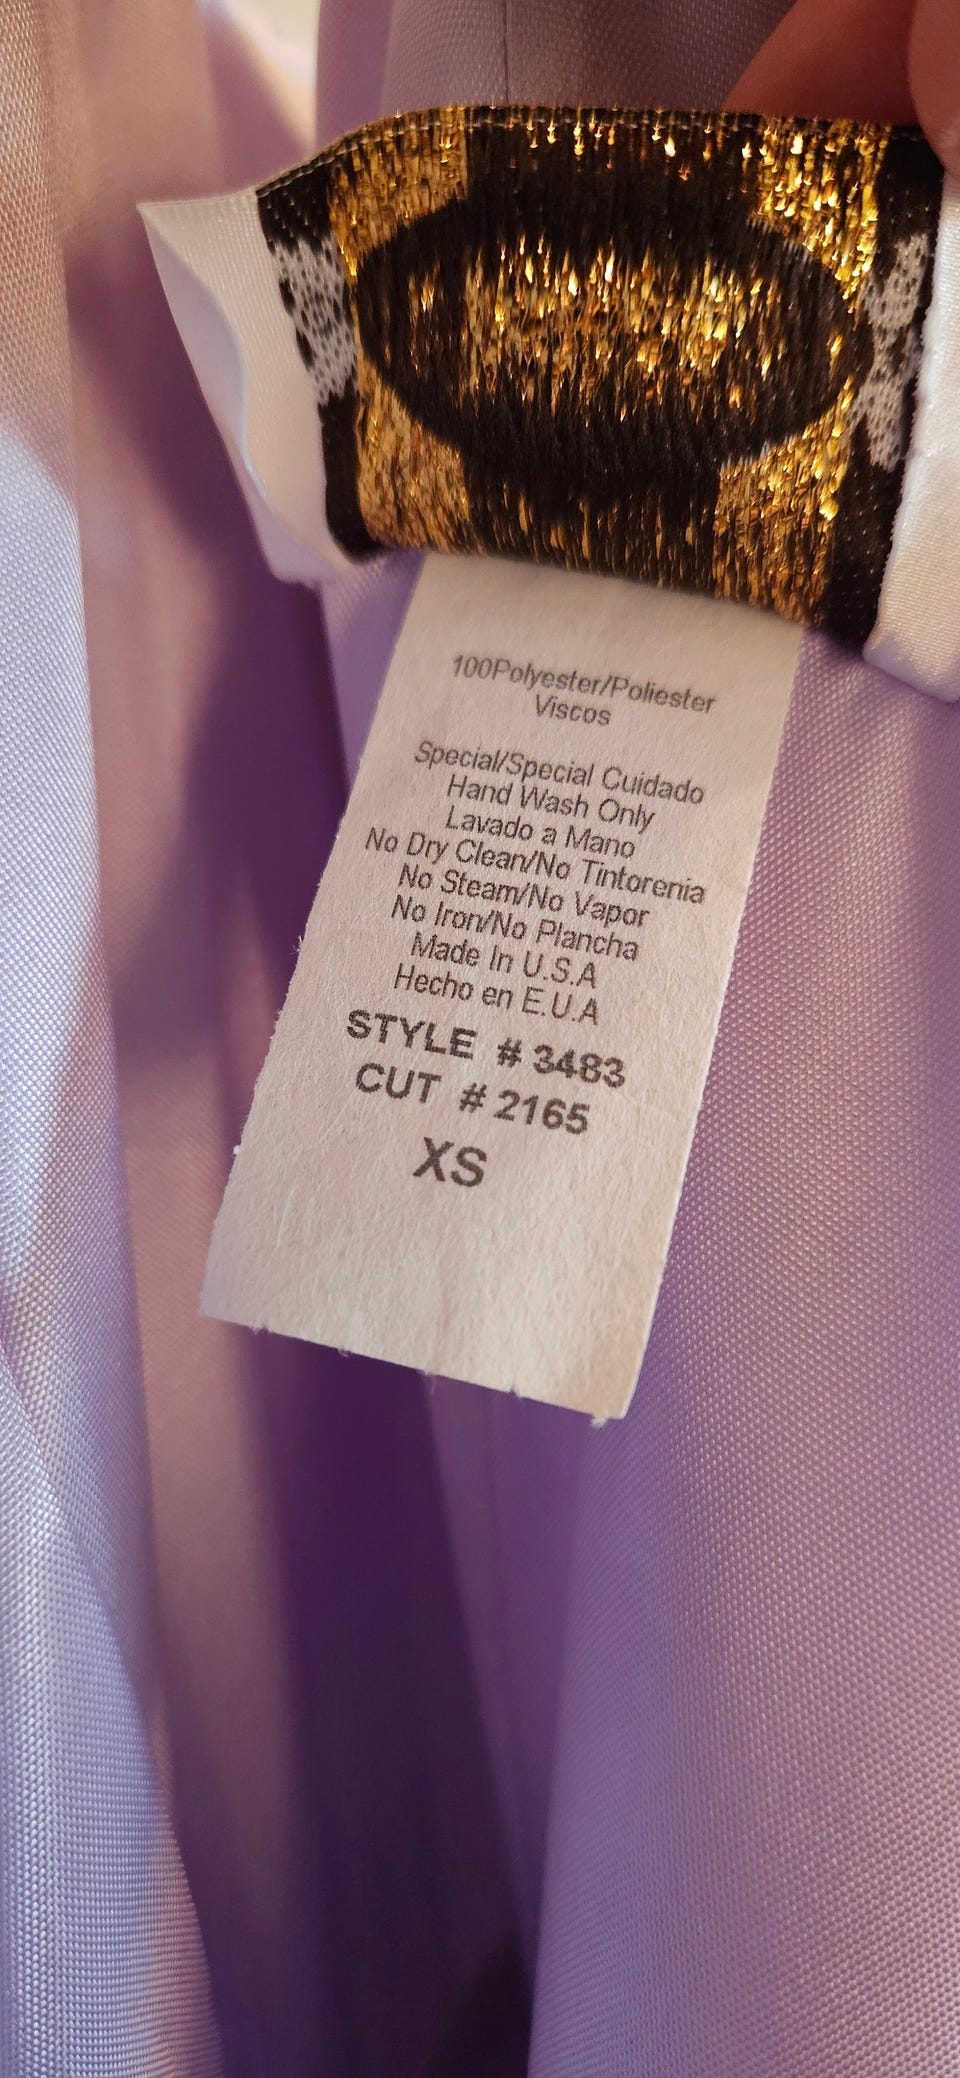 100Polyester/Poliester
Viscos
Special/Special Cuidado
Hand Wash Only
Lavado a Mano
No Dry Clean/No Tintorenia
No Steam/No Vapor
No Iron/No Plancha
Made In U.S.A
Hecho en E.U.A
STYLE # 3483
CUT # 2165
XS